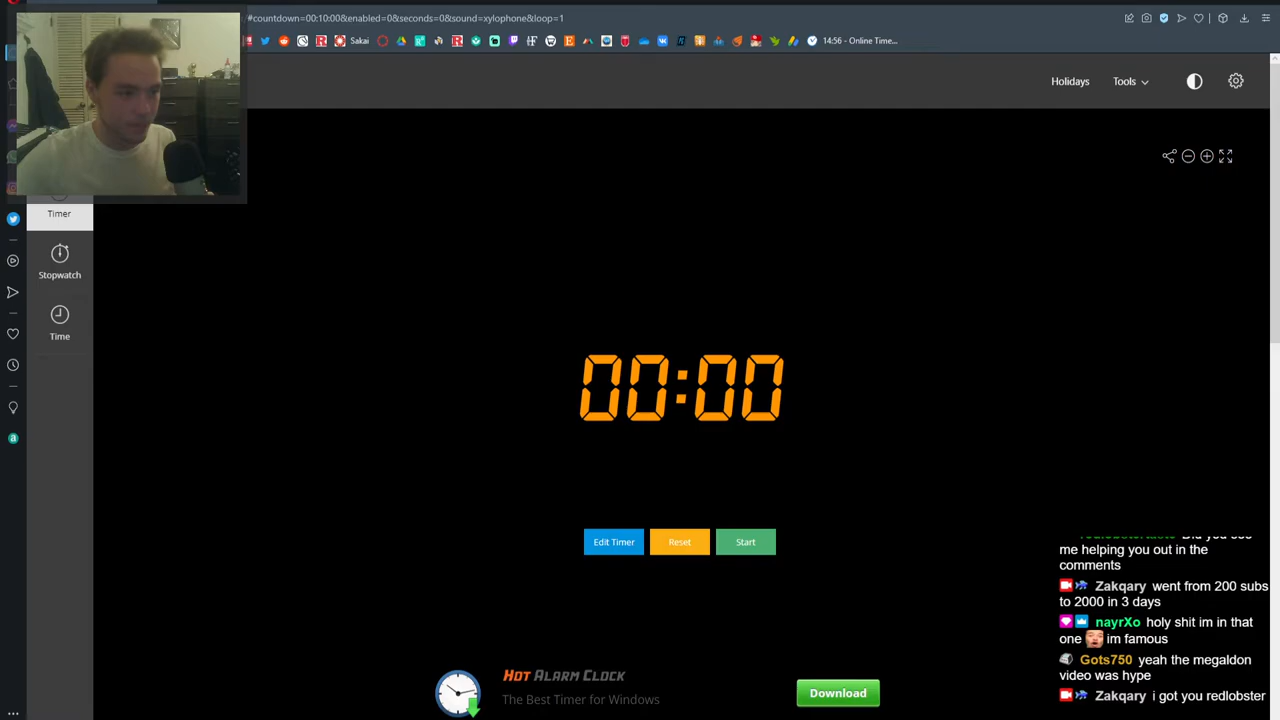 /#countdown=00:10:00&enabled=0&seconds=0&sound=xylophone&loop=1
Sakai
14:56 - Online Time...
Holidays
Tools
Timer
Stopwatch
Time
00:00
Edit Timer
Reset
Start
Did you see
me helping you out in the
comments
Zakqary went from 200 subs
to 2000 in 3 days
nayrXo holy shit im in that
one im famous
Gots750 yeah the megaldon
video was hype
Zakqary i got you redlobster
HOT ALARM CLOCK
The Best Timer for Windows
Download